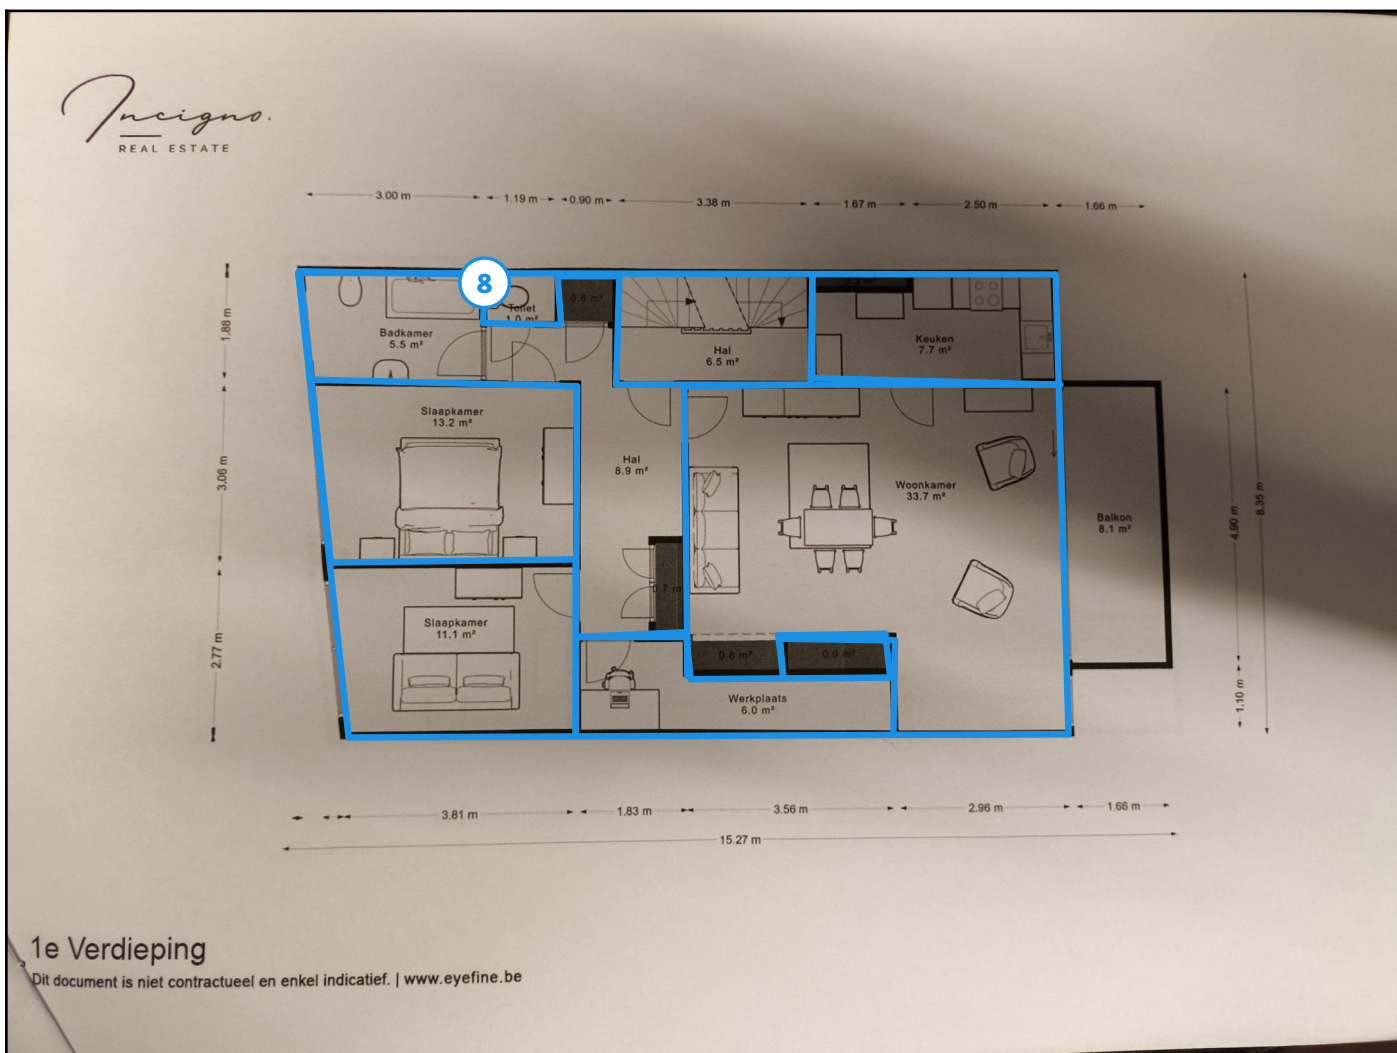 Incigno.
REAL ESTATE
3.00 m
1.19 m
0.90 m
3.38 m
1.67 m
2.50 m
1.66 m
8
Toilet
1.0 m²
0.8 m²
Badkamer
5.5 m²
Hal
6.5 m²
Keuken
7.7 m²
1.88 m
Slaapkamer
13.2 m²
Hal
8.9 m²
Woonkamer
33.7 m²
Balkon
8.1 m²
3.06 m
4.90 m
8.35 m
0.7 m
Slaapkamer
11.1 m²
2.77 m
0.9 m²
Werkplaats
6.0 m²
1.10 m
3.81 m
1.83 m
3.56 m
2.96 m
1.66 m
15.27 m
1e Verdieping
Dit document is niet contractueel en enkel indicatief. | www.eyefine.be